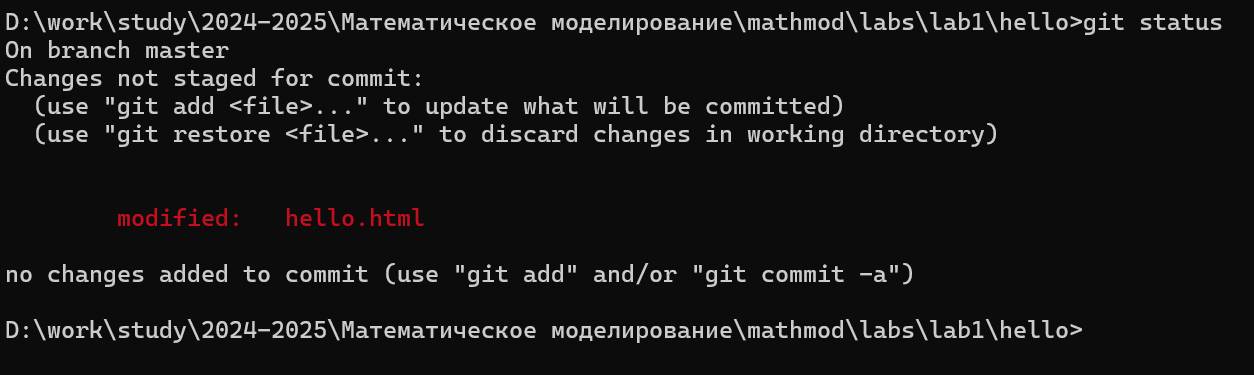 D:\work\study\2024-2025\Математическое моделирование\mathmod\labs\lab1\hello>git status
On branch master
Changes not staged for commit:
  (use "git add <file>..." to update what will be committed)
  (use "git restore <file>..." to discard changes in working directory)
        modified:   hello.html
no changes added to commit (use "git add" and/or "git commit -a")
D:\work\study\2024-2025\Математическое моделирование\mathmod\labs\lab1\hello>